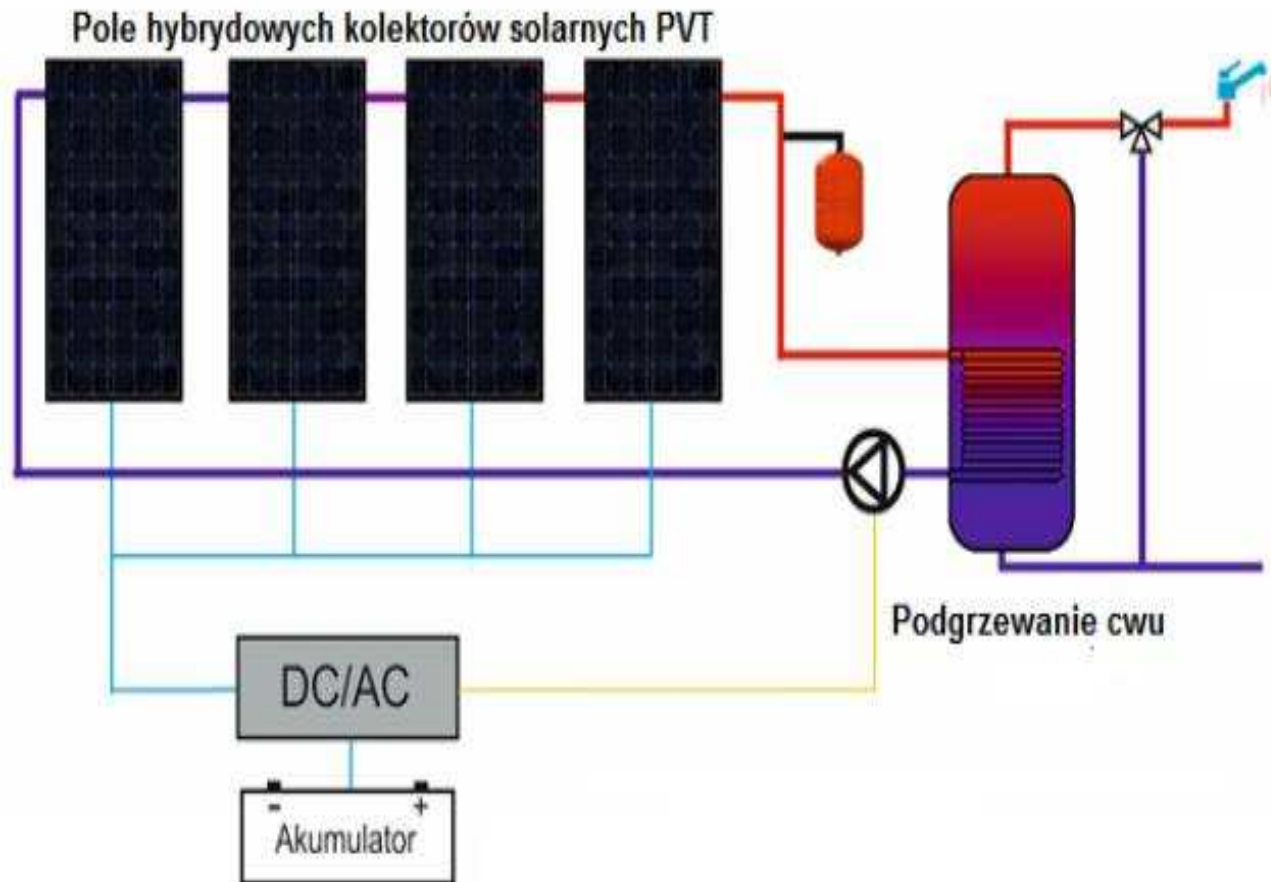 Pole hybrydowych kolektorów solarnych PVT
Podgrzewanie cwu
DC/AC
- +
Akumulator